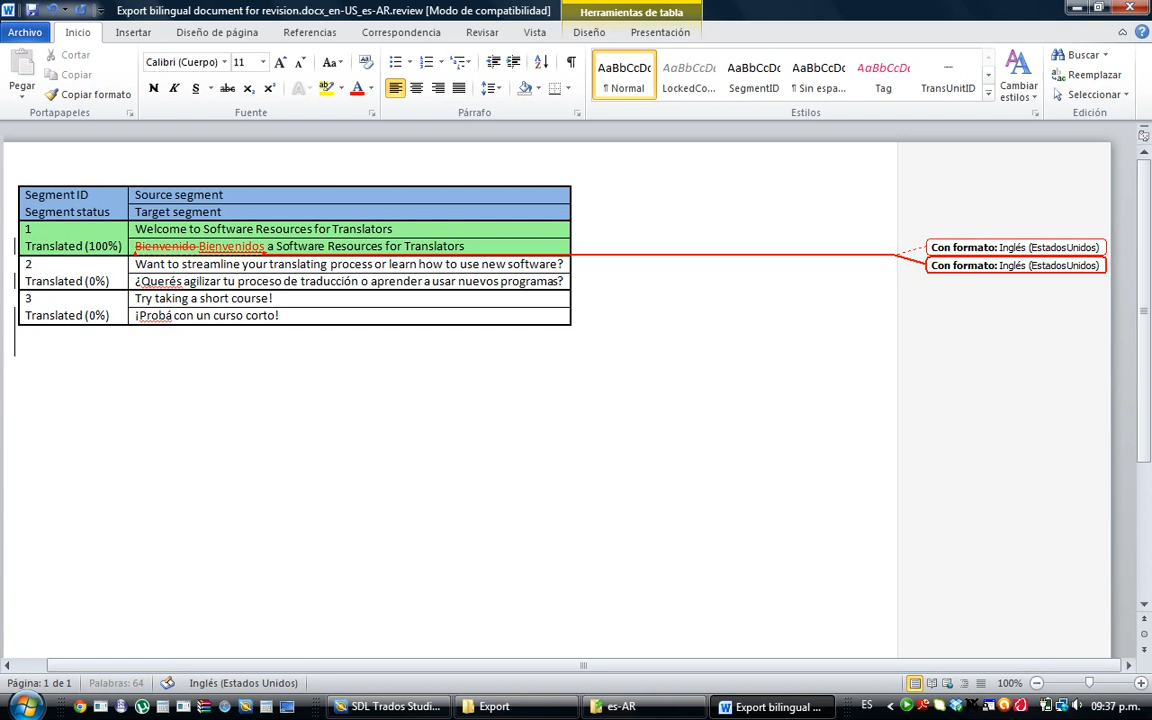 Export bilingual document for revision.docx_en-US_es-AR.review [Modo de compatibilidad]
Herramientas de tabla
Archivo Inicio Insertar Diseño de página Referencias Correspondencia Revisar Vista Diseño Presentación
Pegar
Cortar
Copiar
Copiar formato
Portapapeles
Calibri (Cuerpo) 11
Fuente
Párrafo
AaBbCcDc AaBbCcDc AaBbCcDc AaBbCcDc AaBbCcDc
¶ Normal LockedCo... SegmentID ¶ Sin espa... Tag TransUnitID
Estilos
Cambiar estilos
Buscar
Reemplazar
Seleccionar
Edición
Segment ID
Segment status
Source segment
Target segment
1
Translated (100%)
Welcome to Software Resources for Translators
Bienvenido Bienvenidos a Software Resources for Translators
2
Translated (0%)
Want to streamline your translating process or learn how to use new software?
¿Querés agilizar tu proceso de traducción o aprender a usar nuevos programas?
3
Translated (0%)
Try taking a short course!
¡Probá con un curso corto!
Con formato: Inglés (EstadosUnidos)
Con formato: Inglés (EstadosUnidos)
Página: 1 de 1 Palabras: 64 Inglés (Estados Unidos) 100%
SDL Trados Studi... Export es-AR Export bilingual ... ES 09:37 p.m.